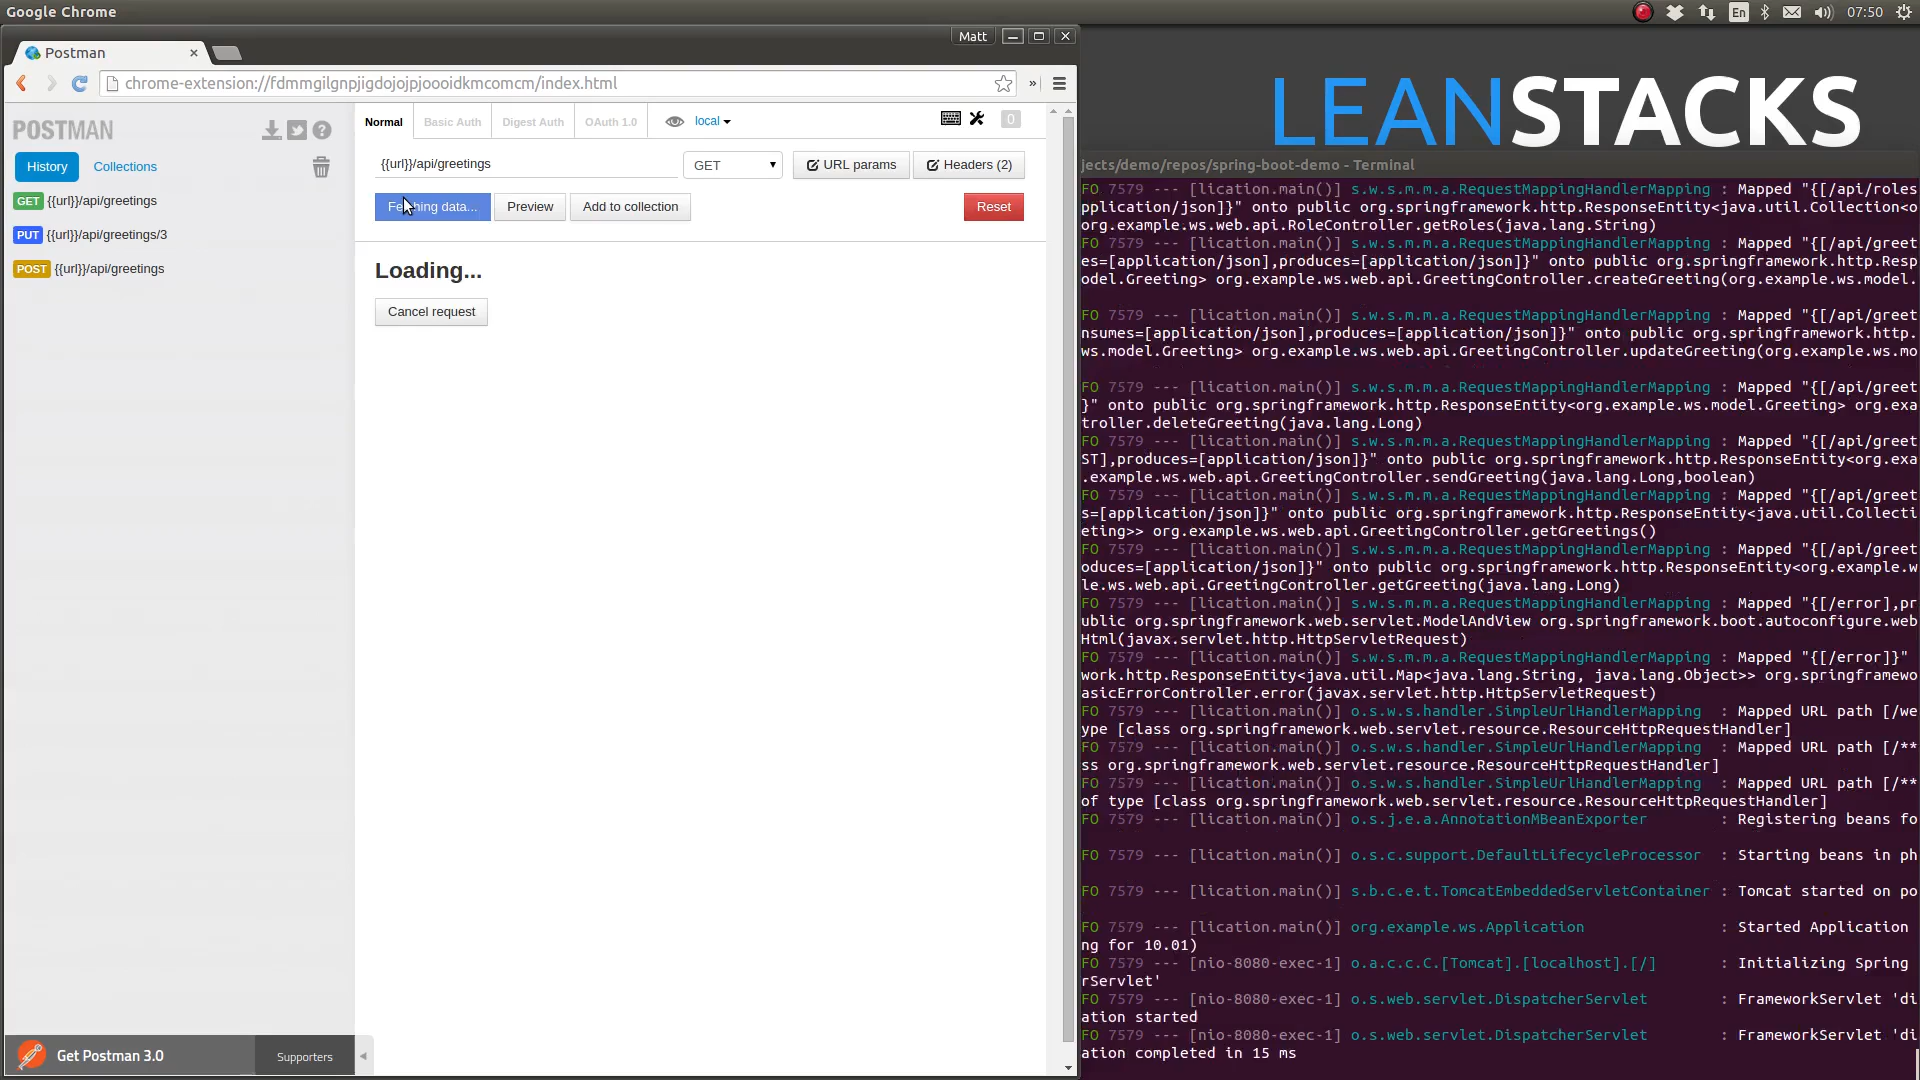 Google Chrome
En
07:50
Matt
Postman
chrome-extension://fdmmgilgnpjigdojojpjoooidkmcomcm/index.html
»
POSTMAN
History
Collections
GET {{url}}/api/greetings
PUT {{url}}/api/greetings/3
POST {{url}}/api/greetings
Get Postman 3.0
Supporters
Normal
Basic Auth
Digest Auth
OAuth 1.0
local
0
{{url}}/api/greetings
GET
URL params
Headers (2)
Fetching data...
Preview
Add to collection
Reset
Loading...
Cancel request
LEANSTACKS
jects/demo/repos/spring-boot-demo - Terminal
FO 7579 --- [lication.main()] s.w.s.m.m.a.RequestMappingHandlerMapping : Mapped "{[/api/roles
pplication/json]}" onto public org.springframework.http.ResponseEntity<java.util.Collection<o
org.example.ws.web.api.RoleController.getRoles(java.lang.String)
FO 7579 --- [lication.main()] s.w.s.m.m.a.RequestMappingHandlerMapping : Mapped "{[/api/greet
es=[application/json],produces=[application/json]}" onto public org.springframework.http.Resp
odel.Greeting> org.example.ws.web.api.GreetingController.createGreeting(org.example.ws.model.
FO 7579 --- [lication.main()] s.w.s.m.m.a.RequestMappingHandlerMapping : Mapped "{[/api/greet
nsumes=[application/json],produces=[application/json]}" onto public org.springframework.http.
ws.model.Greeting> org.example.ws.web.api.GreetingController.updateGreeting(org.example.ws.mo
FO 7579 --- [lication.main()] s.w.s.m.m.a.RequestMappingHandlerMapping : Mapped "{[/api/greet
}" onto public org.springframework.http.ResponseEntity<org.example.ws.model.Greeting> org.exa
troller.deleteGreeting(java.lang.Long)
FO 7579 --- [lication.main()] s.w.s.m.m.a.RequestMappingHandlerMapping : Mapped "{[/api/greet
ST],produces=[application/json]}" onto public org.springframework.http.ResponseEntity<org.exa
.example.ws.web.api.GreetingController.sendGreeting(java.lang.Long,boolean)
FO 7579 --- [lication.main()] s.w.s.m.m.a.RequestMappingHandlerMapping : Mapped "{[/api/greet
s=[application/json]}" onto public org.springframework.http.ResponseEntity<java.util.Collecti
eting>> org.example.ws.web.api.GreetingController.getGreetings()
FO 7579 --- [lication.main()] s.w.s.m.m.a.RequestMappingHandlerMapping : Mapped "{[/api/greet
oduces=[application/json]}" onto public org.springframework.http.ResponseEntity<org.example.w
le.ws.web.api.GreetingController.getGreeting(java.lang.Long)
FO 7579 --- [lication.main()] s.w.s.m.m.a.RequestMappingHandlerMapping : Mapped "{[/error],pr
ublic org.springframework.web.servlet.ModelAndView org.springframework.boot.autoconfigure.web
Html(javax.servlet.http.HttpServletRequest)
FO 7579 --- [lication.main()] s.w.s.m.m.a.RequestMappingHandlerMapping : Mapped "{[/error]}"
work.http.ResponseEntity<java.util.Map<java.lang.String, java.lang.Object>> org.springframewo
asicErrorController.error(javax.servlet.http.HttpServletRequest)
FO 7579 --- [lication.main()] o.s.w.s.handler.SimpleUrlHandlerMapping : Mapped URL path [/we
ype [class org.springframework.web.servlet.resource.ResourceHttpRequestHandler]
FO 7579 --- [lication.main()] o.s.w.s.handler.SimpleUrlHandlerMapping : Mapped URL path [/**
ss org.springframework.web.servlet.resource.ResourceHttpRequestHandler]
FO 7579 --- [lication.main()] o.s.w.s.handler.SimpleUrlHandlerMapping : Mapped URL path [/**
of type [class org.springframework.web.servlet.resource.ResourceHttpRequestHandler]
FO 7579 --- [lication.main()] o.s.j.e.a.AnnotationMBeanExporter : Registering beans fo
FO 7579 --- [lication.main()] o.s.c.support.DefaultLifecycleProcessor : Starting beans in ph
FO 7579 --- [lication.main()] s.b.c.e.t.TomcatEmbeddedServletContainer : Tomcat started on po
FO 7579 --- [lication.main()] org.example.ws.Application : Started Application
ng for 10.01)
FO 7579 --- [nio-8080-exec-1] o.a.c.c.C.[Tomcat].[localhost].[/] : Initializing Spring
rServlet'
FO 7579 --- [nio-8080-exec-1] o.s.web.servlet.DispatcherServlet : FrameworkServlet 'di
ation started
FO 7579 --- [nio-8080-exec-1] o.s.web.servlet.DispatcherServlet : FrameworkServlet 'di
ation completed in 15 ms